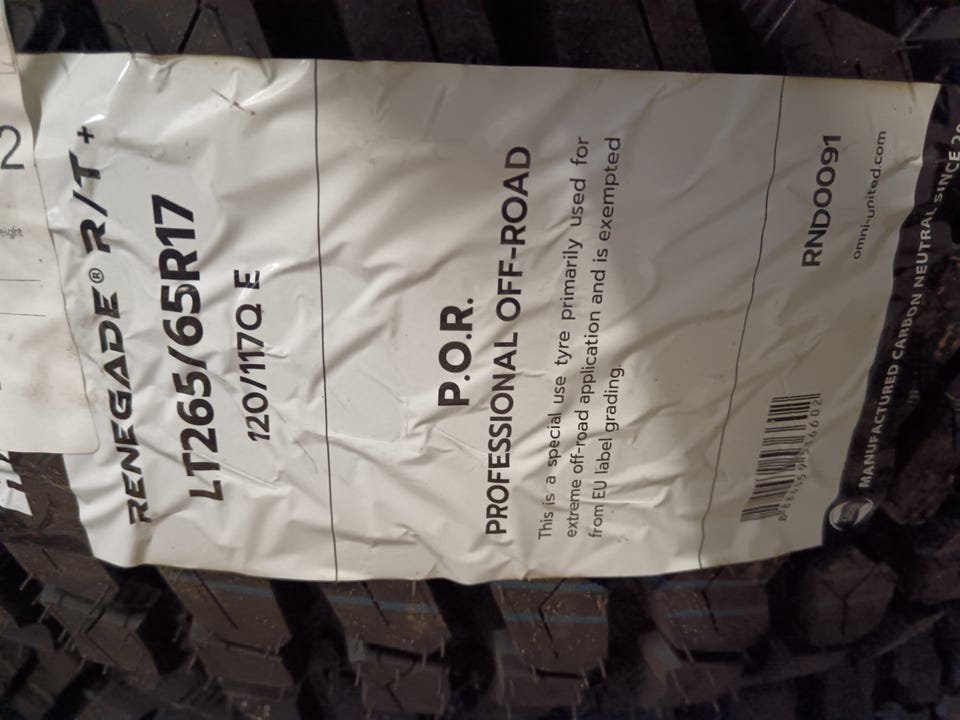 RENEGADE® R/T+
LT265/65R17
120/117Q E
P.O.R.
PROFESSIONAL OFF-ROAD
This is a special use tyre primarily used for
extreme off-road application and is exempted
from EU label grading.
RND0091
omni-united.com
MANUFACTURED CARBON NEUTRAL SINCE
2